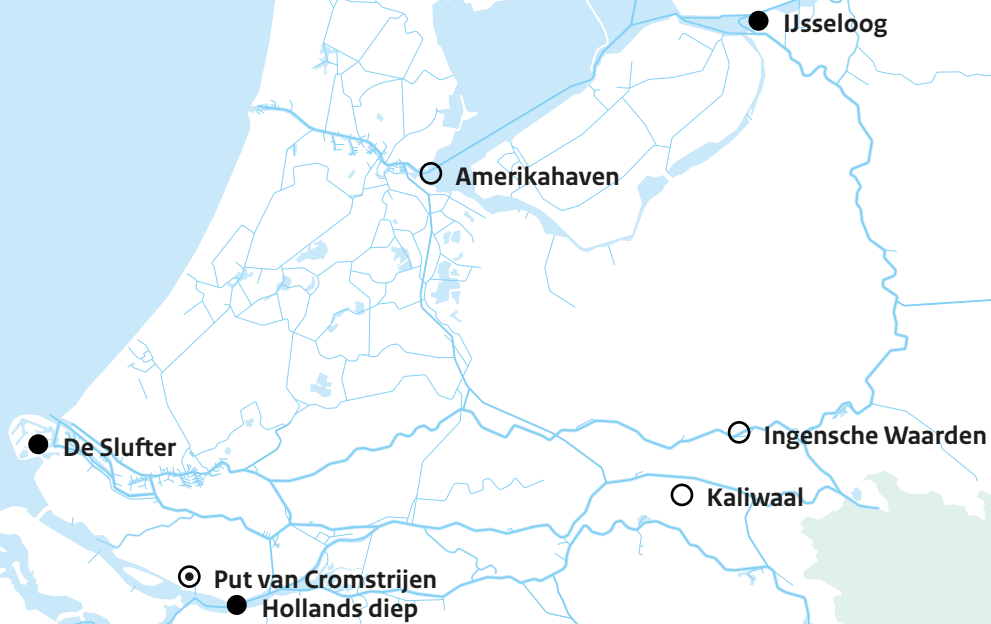 IJsseloog
Amerikahaven
Ingensche Waarden
De Slufter
Kaliwaal
Put van Cromstrijen
Hollands diep